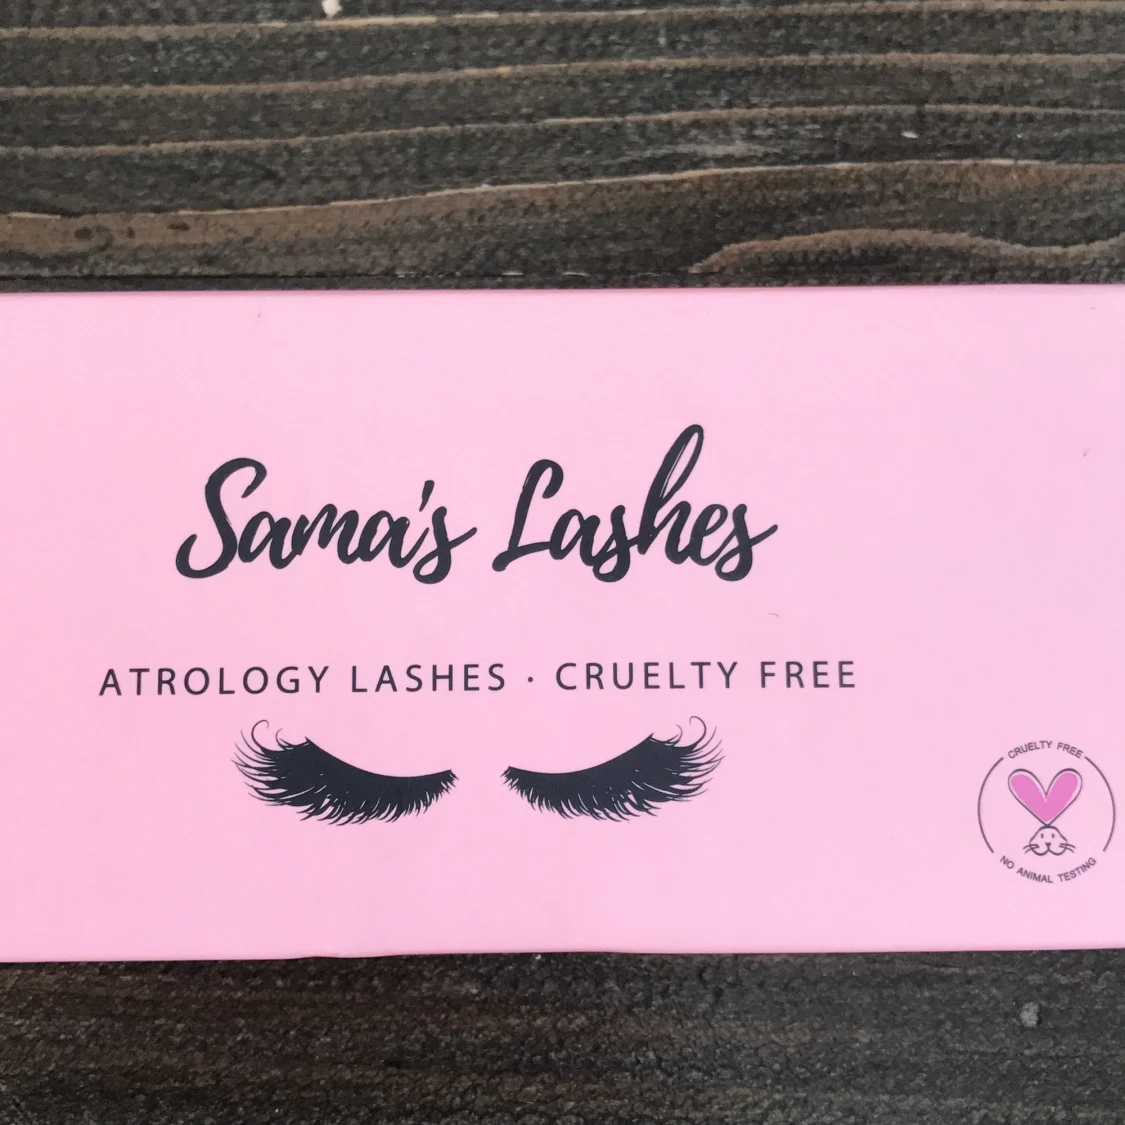 Sama's Lashes
ATROLOGY LASHES · CRUELTY FREE
CRUELTY FREE
NO ANIMAL TESTING